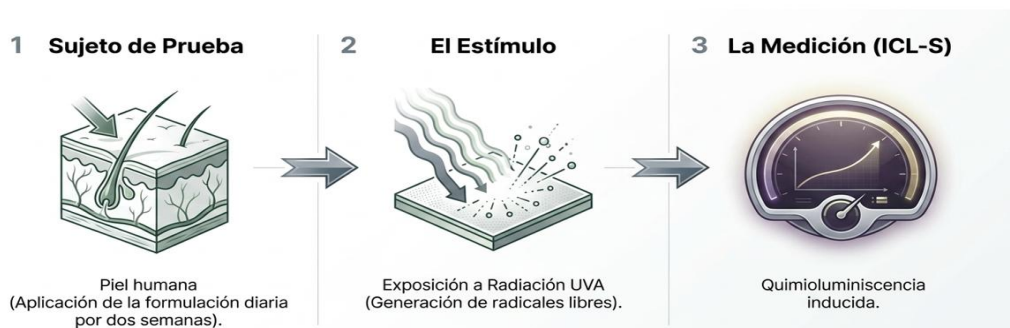 1 Sujeto de Prueba
Piel humana
(Aplicación de la formulación diaria
por dos semanas).
2 El Estímulo
Exposición a Radiación UVA
(Generación de radicales libres).
3 La Medición (ICL-S)
Quimioluminiscencia
inducida.